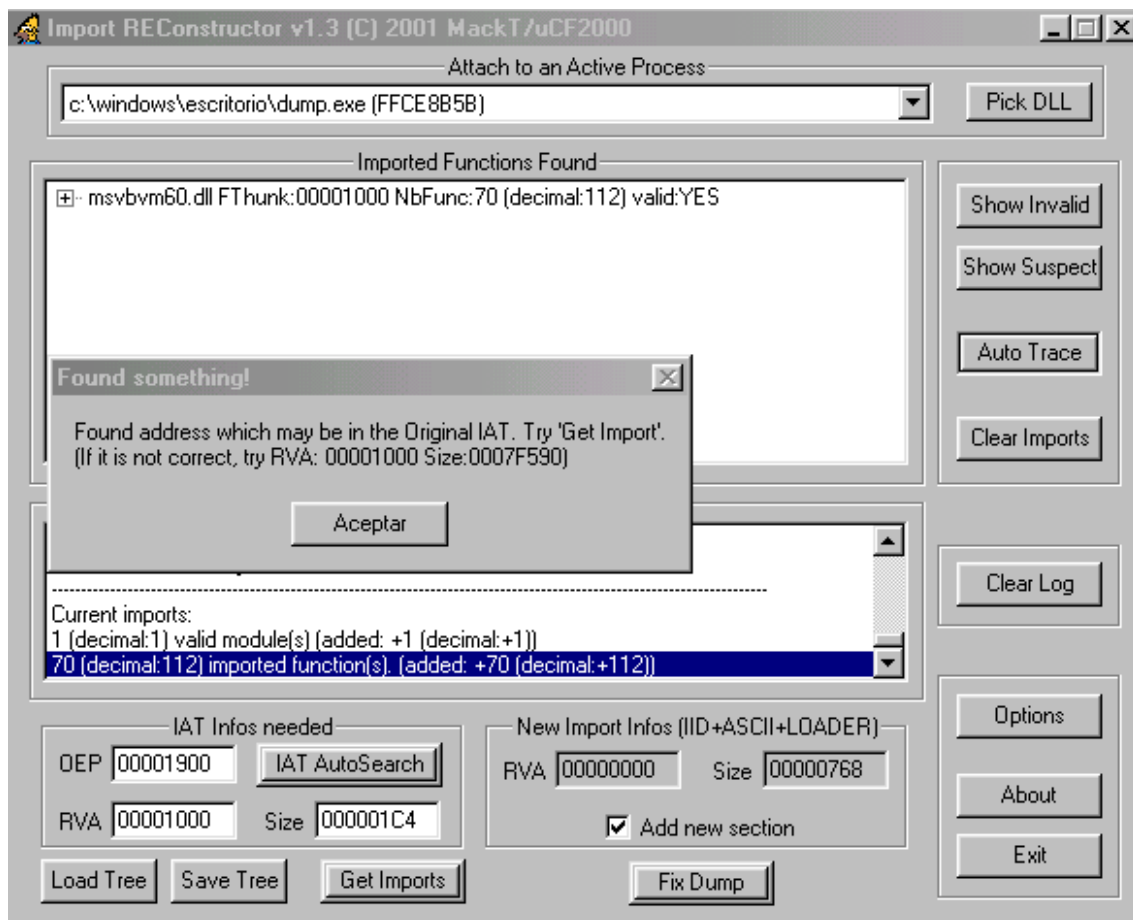 Import REConstructor v1.3 (C) 2001 MackT/uCF2000
Attach to an Active Process
c:\windows\escritorio\dump.exe (FFCE8B5B)
Pick DLL
Imported Functions Found
msvbvm60.dll FThunk:00001000 NbFunc:70 (decimal:112) valid:YES
Show Invalid
Show Suspect
Auto Trace
Clear Imports
Found something!
Found address which may be in the Original IAT. Try 'Get Import'.
(If it is not correct, try RVA: 00001000 Size:0007F590)
Aceptar
Current imports:
1 (decimal:1) valid module(s) (added: +1 (decimal:+1))
70 (decimal:112) imported function(s). (added: +70 (decimal:+112))
Clear Log
IAT Infos needed
OEP 00001900 IAT AutoSearch
RVA 00001000 Size 000001C4
New Import Infos (IID+ASCII+LOADER)
RVA 00000000 Size 00000768
Add new section
Options
About
Exit
Load Tree Save Tree Get Imports Fix Dump